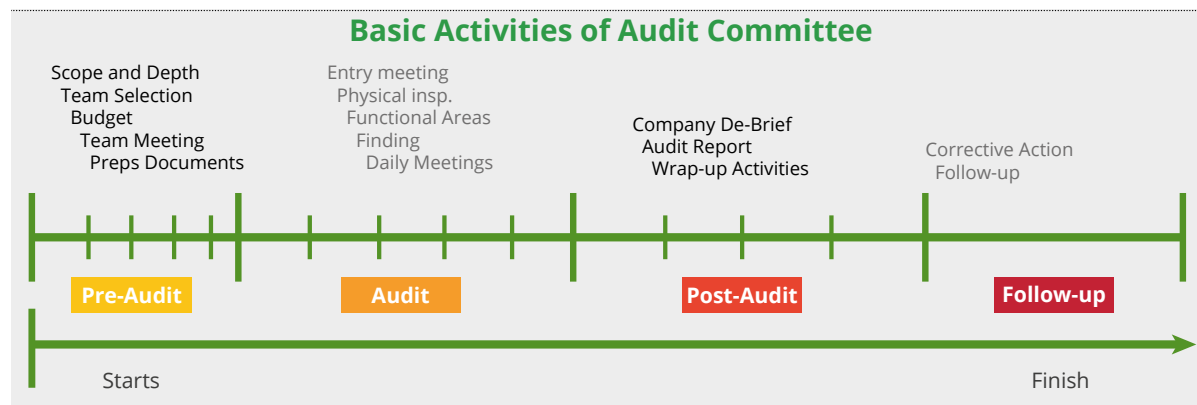 Basic Activities of Audit Committee
Scope and Depth
Team Selection
Budget
Team Meeting
Preps Documents
Entry meeting
Physical insp.
Functional Areas
Finding
Daily Meetings
Company De-Brief
Audit Report
Wrap-up Activities
Corrective Action
Follow-up
Pre-Audit
Audit
Post-Audit
Follow-up
Starts
Finish